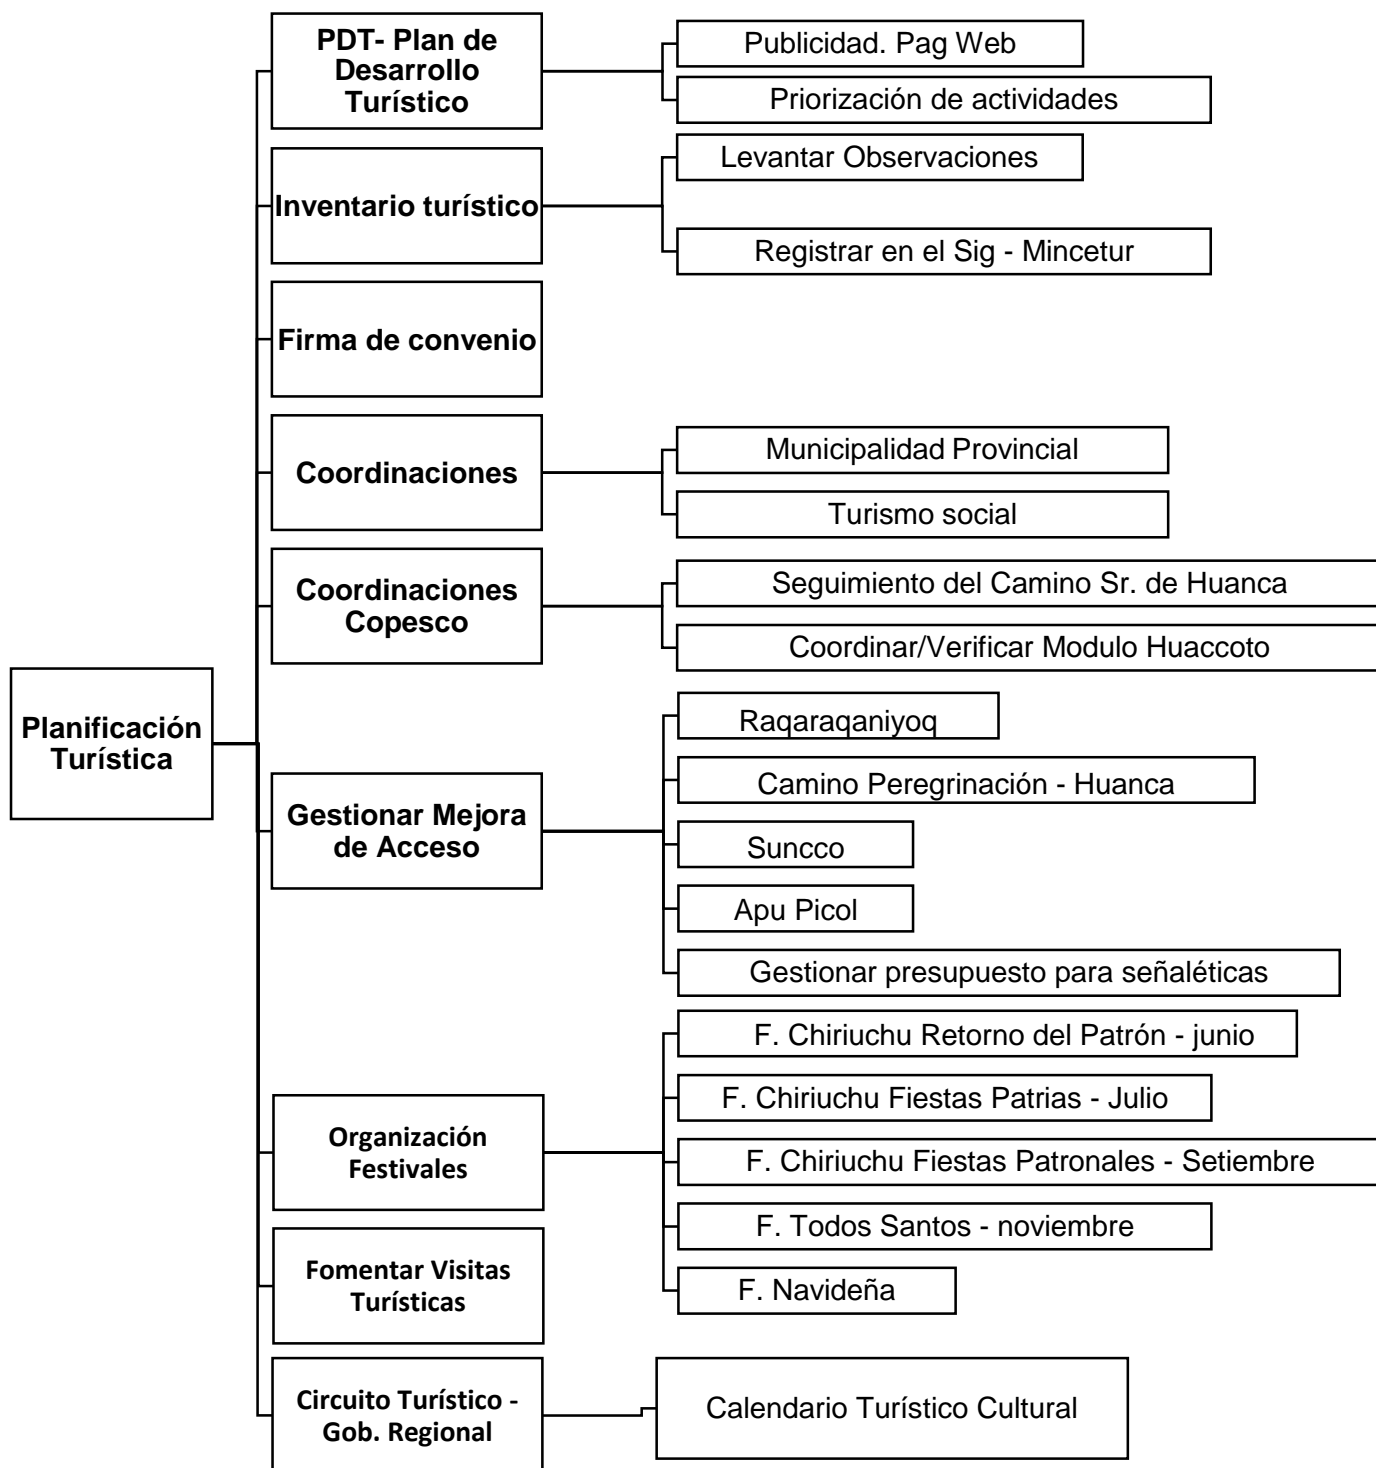 PDT- Plan de
Desarrollo
Turístico
Publicidad. Pag Web
Priorización de actividades
Inventario turístico
Levantar Observaciones
Registrar en el Sig - Mincetur
Firma de convenio
Coordinaciones
Municipalidad Provincial
Turismo social
Coordinaciones
Copesco
Seguimiento del Camino Sr. de Huanca
Coordinar/Verificar Modulo Huaccoto
Planificación
Turística
Gestionar Mejora
de Acceso
Raqaraqaniyoq
Camino Peregrinación - Huanca
Suncco
Apu Picol
Gestionar presupuesto para señaléticas
Organización
Festivales
F. Chiriuchu Retorno del Patrón - junio
F. Chiriuchu Fiestas Patrias - Julio
F. Chiriuchu Fiestas Patronales - Setiembre
F. Todos Santos - noviembre
F. Navideña
Fomentar Visitas
Turísticas
Circuito Turístico -
Gob. Regional
Calendario Turístico Cultural